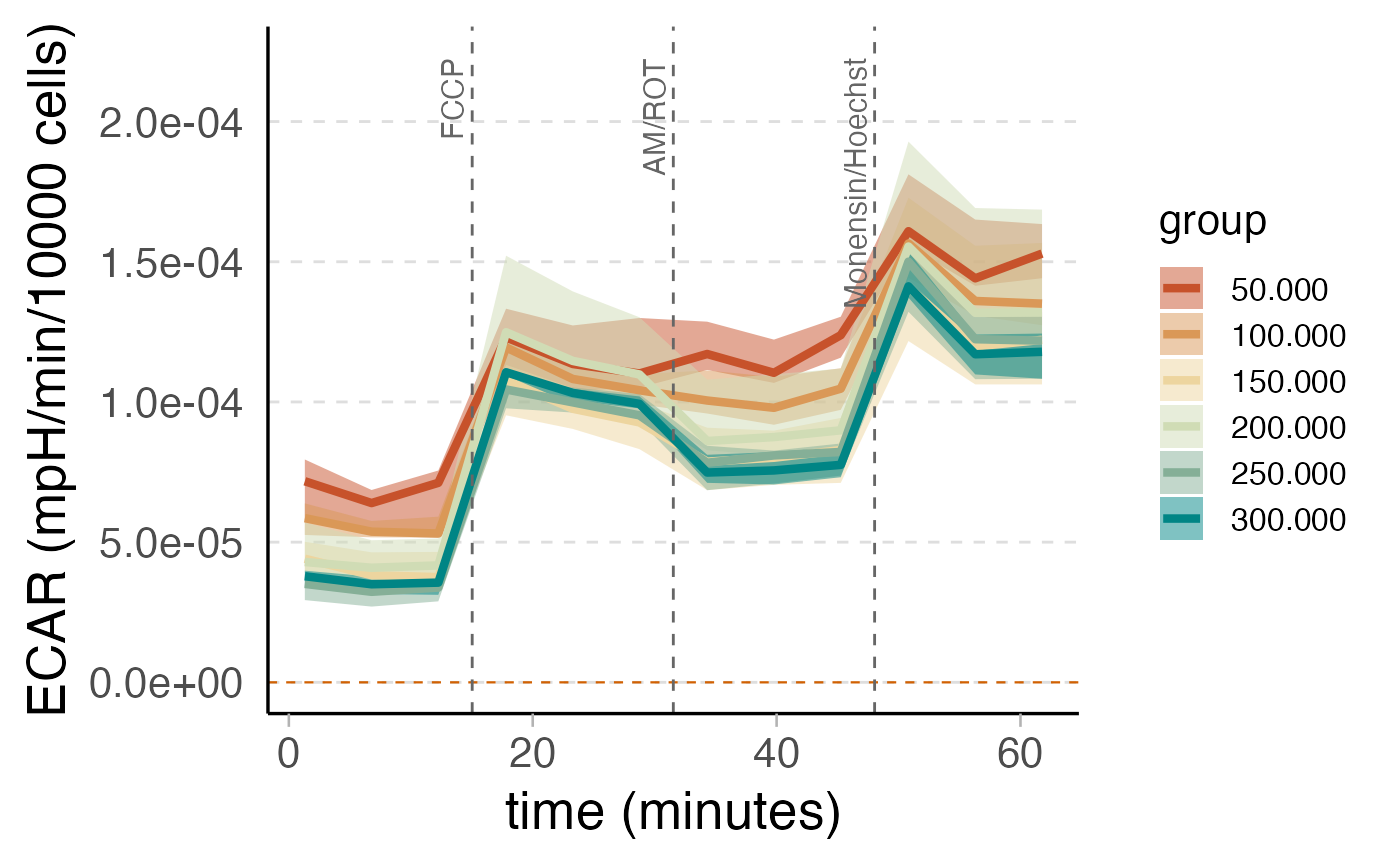 ECAR (mpH/min/10000 cells)
2.0e-04
1.5e-04
1.0e-04
5.0e-05
0.0e+00
FCCP
AM/ROT
Monensin/Hoechst
0
20
40
60
time (minutes)
group
50.000
100.000
150.000
200.000
250.000
300.000